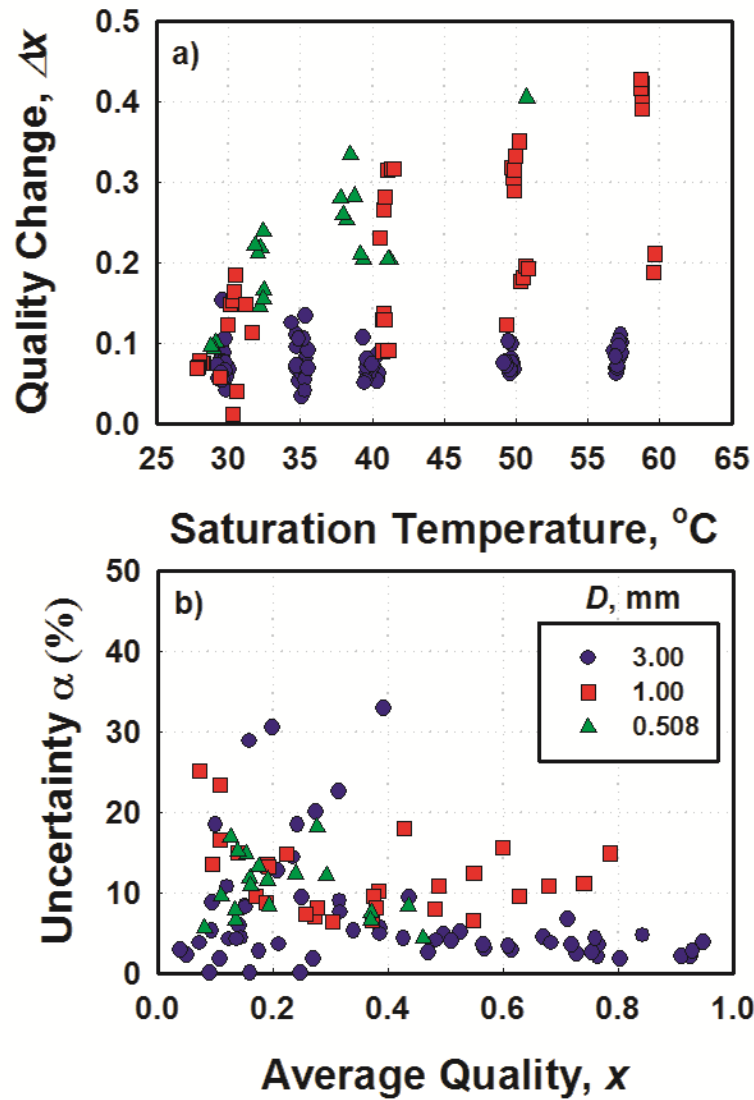 a)
Quality Change, Δx
0.5
0.4
0.3
0.2
0.1
0.0
25 30 35 40 45 50 55 60 65
Saturation Temperature, ºC
b)
Uncertainty α (%)
50
40
30
20
10
0
D, mm
3.00
1.00
0.508
0.0 0.2 0.4 0.6 0.8 1.0
Average Quality, x